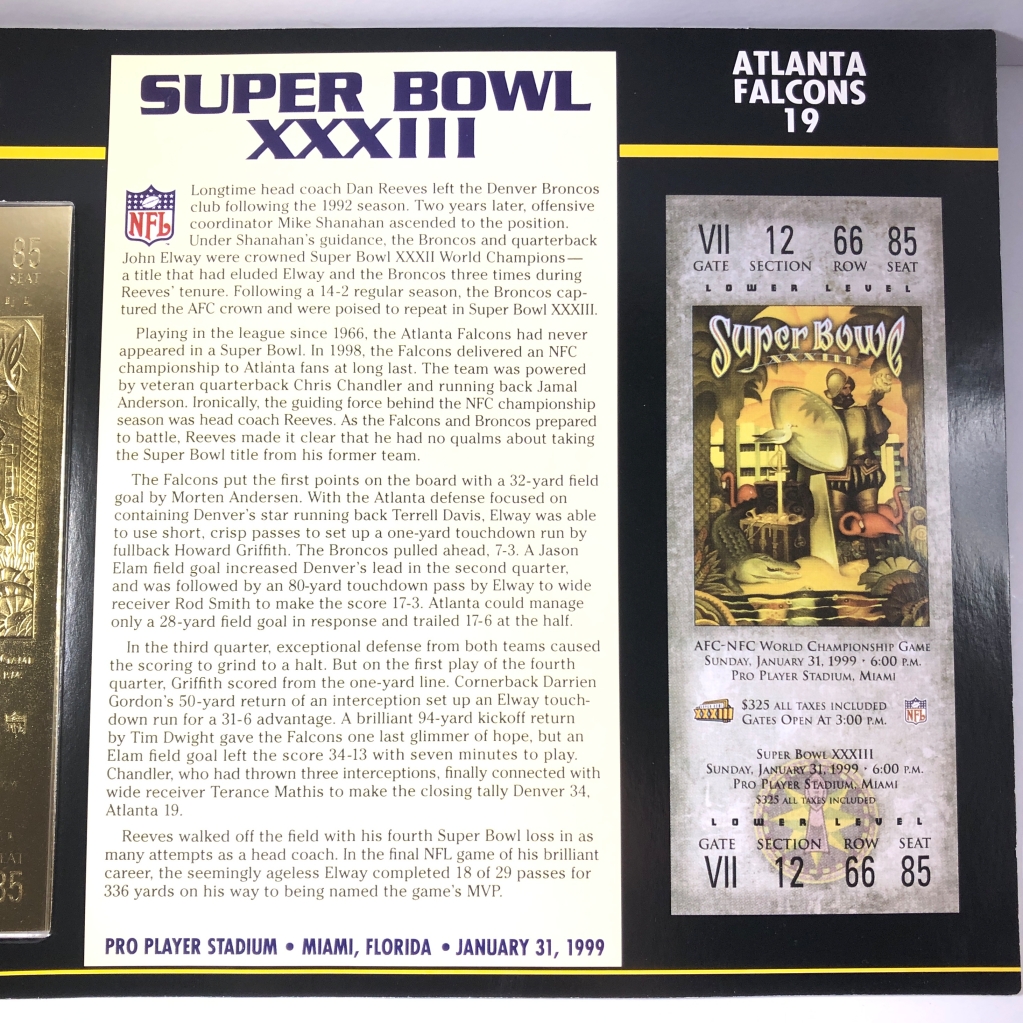 85
SEAT
SUPER BOWL
XXXIII
NFL
Longtime head coach Dan Reeves left the Denver Broncos
club following the 1992 season. Two years later, offensive
coordinator Mike Shanahan ascended to the position.
Under Shanahan's guidance, the Broncos and quarterback
John Elway were crowned Super Bowl XXXII World Champions—
a title that had eluded Elway and the Broncos three times during
Reeves' tenure. Following a 14-2 regular season, the Broncos cap-
tured the AFC crown and were poised to repeat in Super Bowl XXXIII.
Playing in the league since 1966, the Atlanta Falcons had never
appeared in a Super Bowl. In 1998, the Falcons delivered an NFC
championship to Atlanta fans at long last. The team was powered
by veteran quarterback Chris Chandler and running back Jamal
Anderson. Ironically, the guiding force behind the NFC championship
season was head coach Reeves. As the Falcons and Broncos prepared
to battle, Reeves made it clear that he had no qualms about taking
the Super Bowl title from his former team.
The Falcons put the first points on the board with a 32-yard field
goal by Morten Andersen. With the Atlanta defense focused on
containing Denver's star running back Terrell Davis, Elway was able
to use short, crisp passes to set up a one-yard touchdown run by
fullback Howard Griffith. The Broncos pulled ahead, 7-3. A Jason
Elam field goal increased Denver's lead in the second quarter,
and was followed by an 80-yard touchdown pass by Elway to wide
receiver Rod Smith to make the score 17-3. Atlanta could manage
only a 28-yard field goal in response and trailed 17-6 at the half.
In the third quarter, exceptional defense from both teams caused
the scoring to grind to a halt. But on the first play of the fourth
quarter, Griffith scored from the one-yard line. Cornerback Darrien
Gordon's 50-yard return of an interception set up an Elway touch-
down run for a 31-6 advantage. A brilliant 94-yard kickoff return
by Tim Dwight gave the Falcons one last glimmer of hope, but an
Elam field goal left the score 34-13 with seven minutes to play.
Chandler, who had thrown three interceptions, finally connected with
wide receiver Terance Mathis to make the closing tally Denver 34,
Atlanta 19.
Reeves walked off the field with his fourth Super Bowl loss in as
many attempts as a head coach. In the final NFL game of his brilliant
career, the seemingly ageless Elway completed 18 of 29 passes for
336 yards on his way to being named the game's MVP.
PRO PLAYER STADIUM • MIAMI, FLORIDA • JANUARY 31, 1999
ATLANTA
FALCONS
19
VII 12 66 85
GATE SECTION ROW SEAT
LOWER LEVEL
Super Bowl
XXXIII
AFC-NFC WORLD CHAMPIONSHIP GAME
SUNDAY, JANUARY 31, 1999 · 6:00 P.M.
PRO PLAYER STADIUM, MIAMI
XXXIII
$325 ALL TAXES INCLUDED
GATES OPEN AT 3:00 P.M.
NFL
SUPER BOWL XXXIII
SUNDAY, JANUARY 31, 1999 · 6:00 P.M.
PRO PLAYER STADIUM, MIAMI
$325 ALL TAXES INCLUDED
LOWER LEVEL
GATE SECTION ROW SEAT
VII 12 66 85